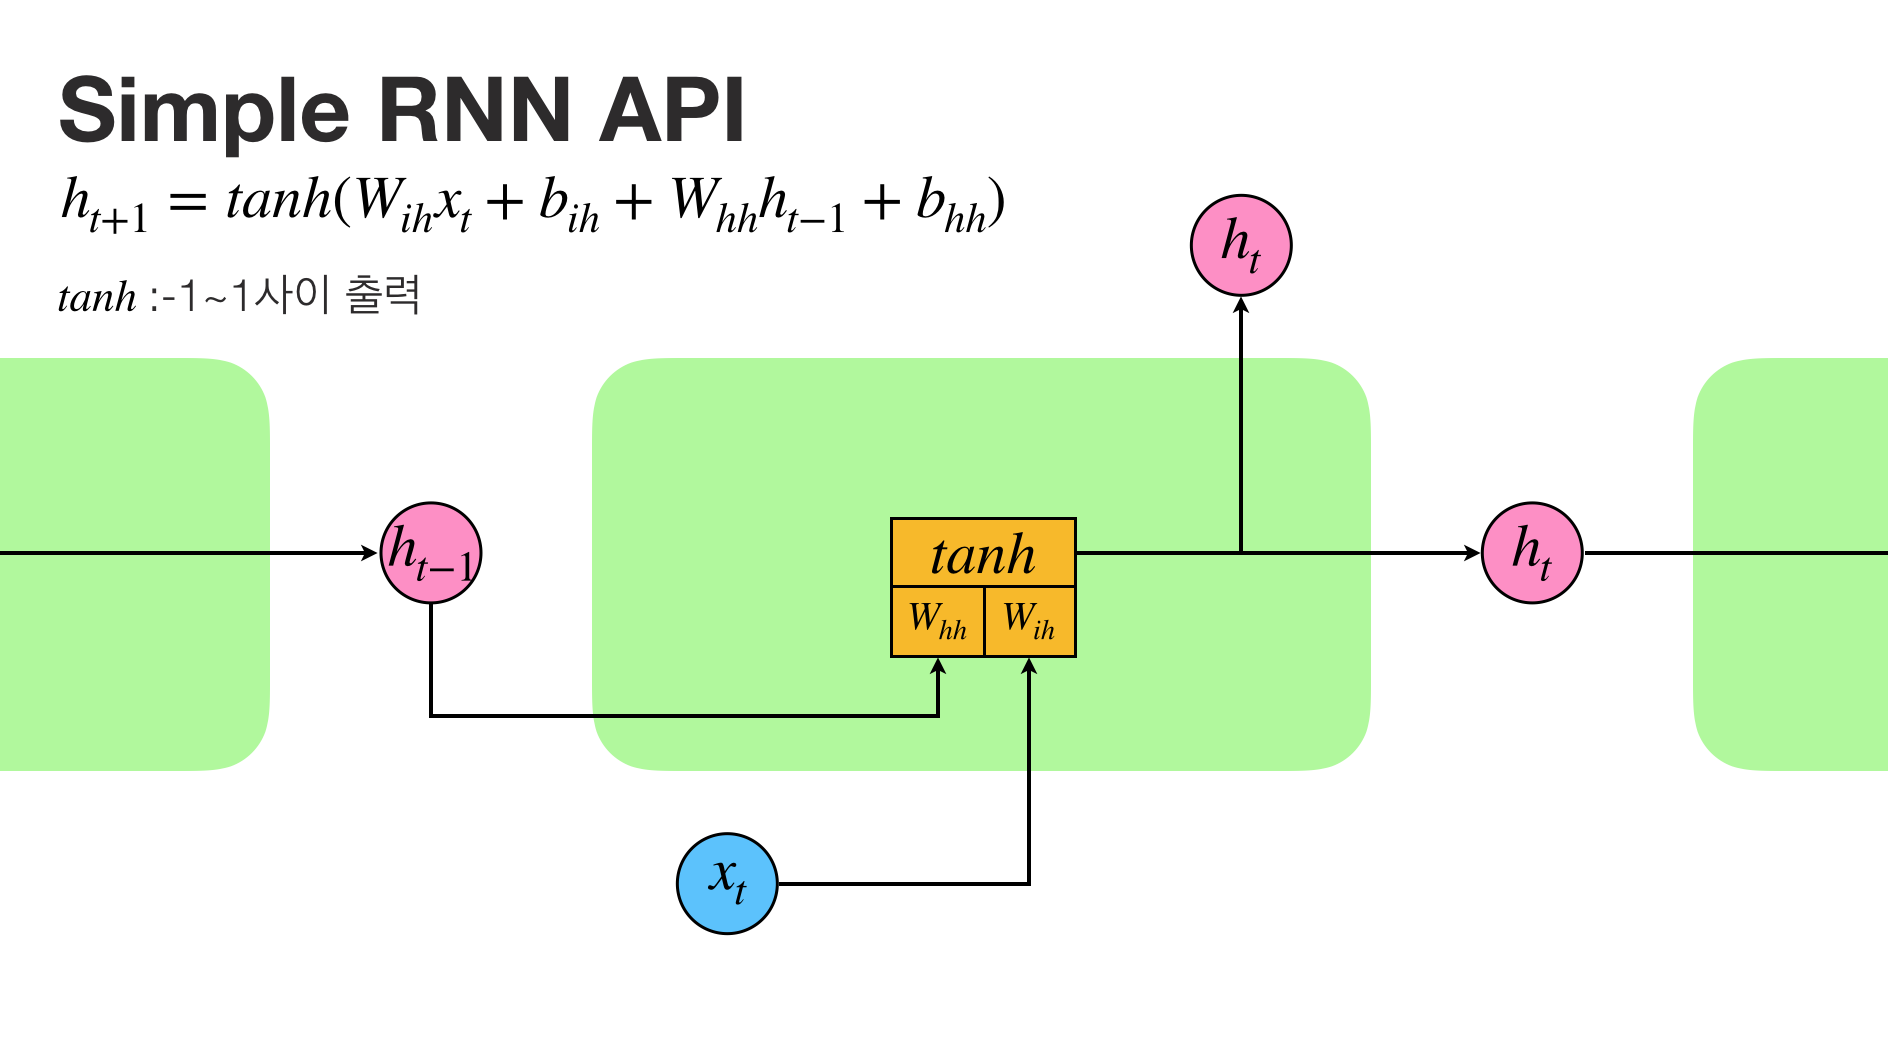 Simple RNN API
h_{t+1} = tanh(W_{ih}x_t + b_{ih} + W_{hh}h_{t−1} + b_{hh})
tanh :-1~1사이 출력
h_t
h_{t−1}
tanh
h_t
W_{hh} W_{ih}
x_t